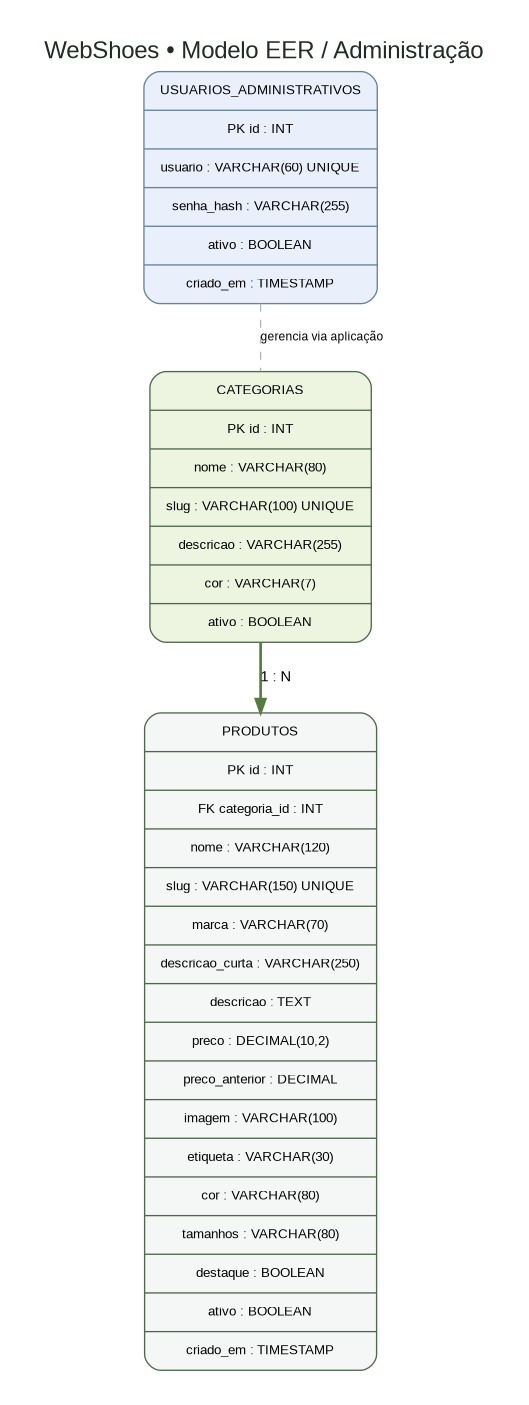 WebShoes • Modelo EER / Administração
USUARIOS_ADMINISTRATIVOS
PK id : INT
usuario : VARCHAR(60) UNIQUE
senha_hash : VARCHAR(255)
ativo : BOOLEAN
criado_em : TIMESTAMP
gerencia via aplicação
CATEGORIAS
PK id : INT
nome : VARCHAR(80)
slug : VARCHAR(100) UNIQUE
descricao : VARCHAR(255)
cor : VARCHAR(7)
ativo : BOOLEAN
1 : N
PRODUTOS
PK id : INT
FK categoria_id : INT
nome : VARCHAR(120)
slug : VARCHAR(150) UNIQUE
marca : VARCHAR(70)
descricao_curta : VARCHAR(250)
descricao : TEXT
preco : DECIMAL(10,2)
preco_anterior : DECIMAL
imagem : VARCHAR(100)
etiqueta : VARCHAR(30)
cor : VARCHAR(80)
tamanhos : VARCHAR(80)
destaque : BOOLEAN
ativo : BOOLEAN
criado_em : TIMESTAMP